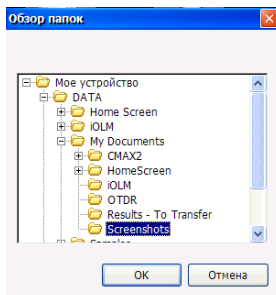 Обзор папок
Мое устройство
DATA
Home Screen
iOLM
My Documents
CMAX2
HomeScreen
iOLM
OTDR
Results - To Transfer
Screenshots
OK
Отмена